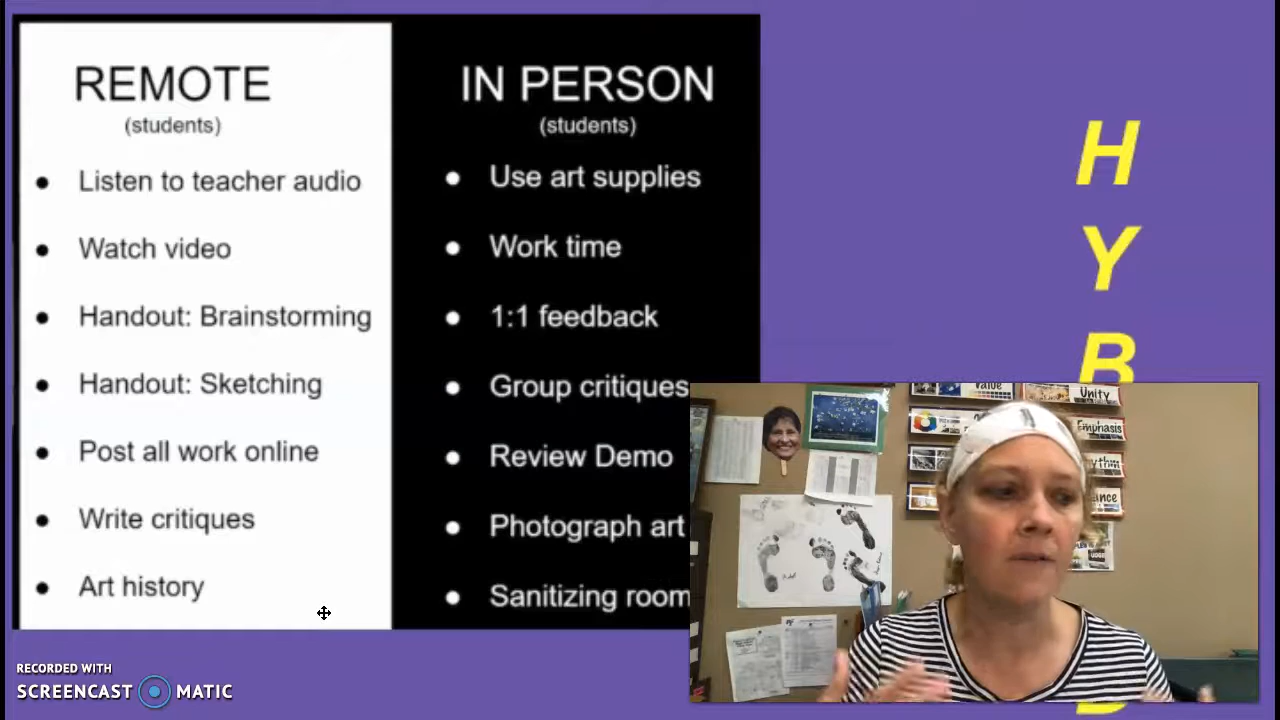 REMOTE
(students)
Listen to teacher audio
Watch video
Handout: Brainstorming
Handout: Sketching
Post all work online
Write critiques
Art history
IN PERSON
(students)
Use art supplies
Work time
1:1 feedback
Group critiques
Review Demo
Photograph art
Sanitizing room
H
Y
B
Value
Unity
Emphasis
RECORDED WITH
SCREENCAST MATIC